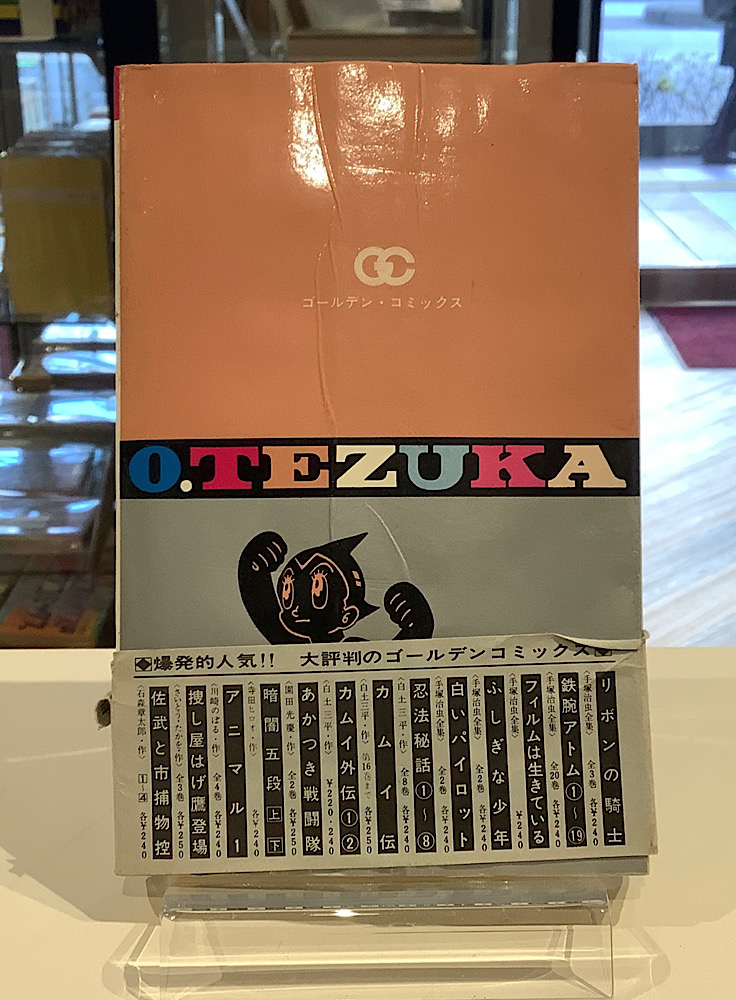 GC
ゴールデン・コミックス
O.TEZUKA
爆発的人気!! 大評判のゴールデンコミックス
リボンの騎士
〈手塚治虫全集〉 全3巻 各¥240
鉄腕アトム①〜⑲
〈手塚治虫全集〉 全20巻 各¥240
フィルムは生きている
〈手塚治虫全集〉 ¥240
ふしぎな少年
〈手塚治虫全集〉 全2巻 各¥240
白いパイロット
〈手塚治虫全集〉 全2巻 各¥240
忍法秘話①〜⑧
〈白土三平・作〉 全8巻 各¥240
カムイ伝
〈白土三平・作〉 第16巻まで 各¥250
カムイ外伝①②
〈白土三平・作〉 ¥220・240
あかつき戦闘隊
〈園田光慶・作〉 全2巻 各¥250
暗闇五段上下
〈寺田ヒロオ・作〉 各¥240
アニマル1
〈川崎のぼる・作〉 全4巻 各¥240
捜し屋はげ鷹登場
〈さいとう・たかを・作〉 全3巻 各¥250
佐武と市捕物控
〈石森章太郎・作〉 1〜4 各¥240